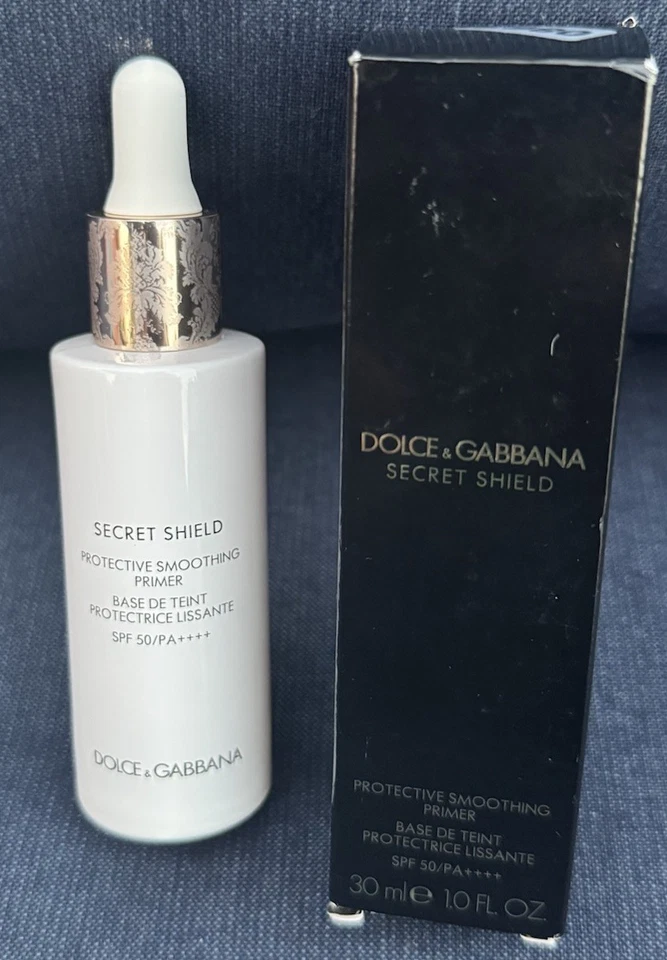 SECRET SHIELD
PROTECTIVE SMOOTHING
PRIMER
BASE DE TEINT
PROTECTRICE LISSANTE
SPF 50/PA++++
DOLCE & GABBANA
DOLCE & GABBANA
SECRET SHIELD
PROTECTIVE SMOOTHING
PRIMER
BASE DE TEINT
PROTECTRICE LISSANTE
SPF 50/PA++++
30 ml℮ 1.0 FL. OZ.